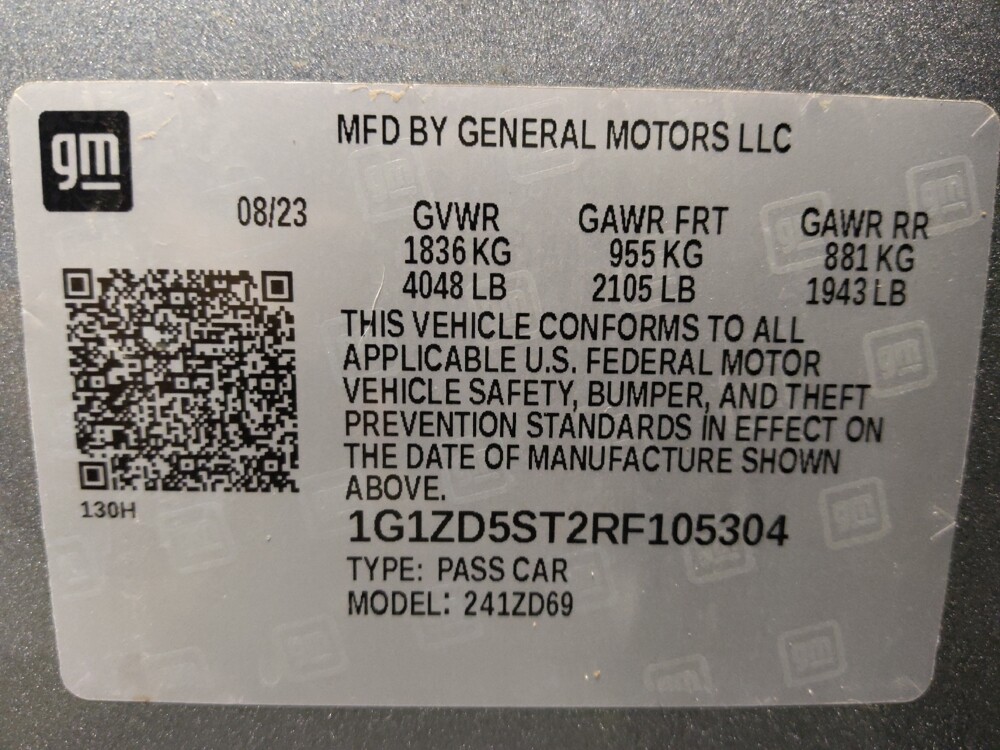 gm
MFD BY GENERAL MOTORS LLC
08/23
GVWR GAWR FRT GAWR RR
1836 KG 955 KG 881 KG
4048 LB 2105 LB 1943 LB
THIS VEHICLE CONFORMS TO ALL
APPLICABLE U.S. FEDERAL MOTOR
VEHICLE SAFETY, BUMPER, AND THEFT
PREVENTION STANDARDS IN EFFECT ON
THE DATE OF MANUFACTURE SHOWN
ABOVE.
130H
1G1ZD5ST2RF105304
TYPE: PASS CAR
MODEL: 241ZD69